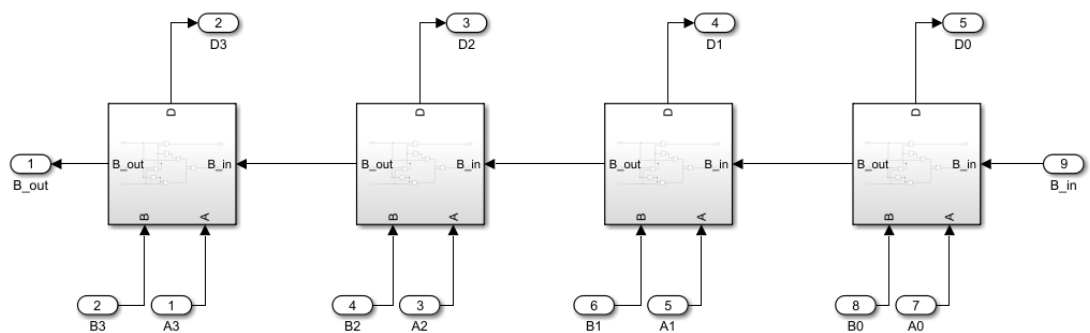 2 3 4 5
D3 D2 D1 D0
D D D D
1 B_out B_in B_out B_in B_out B_in B_out B_in 9
B_out B_in
B A B A B A B A
2 1 4 3 6 5 8 7
B3 A3 B2 A2 B1 A1 B0 A0